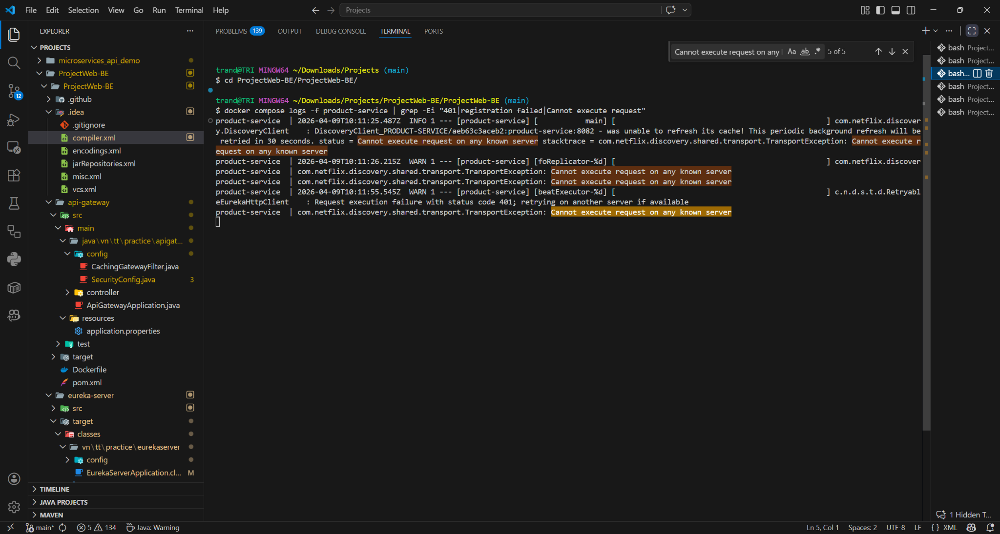 File Edit Selection View Go Run Terminal Help
Projects
EXPLORER
PROJECTS
microservices_api_demo
ProjectWeb-BE
ProjectWeb-BE
.github
.idea
.gitignore
compiler.xml
encodings.xml
jarRepositories.xml
misc.xml
vcs.xml
api-gateway
src
main
java\vn\tt\practice\apigat...
config
CachingGatewayFilter.java
SecurityConfig.java 3
controller
ApiGatewayApplication.java
resources
application.properties
test
target
Dockerfile
pom.xml
eureka-server
src
target
classes
vn\tt\practice\eurekaserver
config
EurekaServerApplication.cl... M
TIMELINE
JAVA PROJECTS
MAVEN
12
PROBLEMS 139 OUTPUT DEBUG CONSOLE TERMINAL PORTS
Cannot execute request on any Aa ab .* 5 of 5
trand@TRI MINGW64 ~/Downloads/Projects (main)
$ cd ProjectWeb-BE/ProjectWeb-BE/
trand@TRI MINGW64 ~/Downloads/Projects/ProjectWeb-BE/ProjectWeb-BE (main)
$ docker compose logs -f product-service | grep -Ei "401|registration failed|Cannot execute request"
product-service | 2026-04-09T10:11:25.487Z INFO 1 --- [product-service] [ main] [ ] com.netflix.discover
y.DiscoveryClient : DiscoveryClient_PRODUCT-SERVICE/aeb63c3aceb2:product-service:8082 - was unable to refresh its cache! This periodic background refresh will be
retried in 30 seconds. status = Cannot execute request on any known server stacktrace = com.netflix.discovery.shared.transport.TransportException: Cannot execute r
equest on any known server
product-service | 2026-04-09T10:11:26.215Z WARN 1 --- [product-service] [foReplicator-%d] [ ] com.netflix.discover
product-service | com.netflix.discovery.shared.transport.TransportException: Cannot execute request on any known server
product-service | com.netflix.discovery.shared.transport.TransportException: Cannot execute request on any known server
product-service | 2026-04-09T10:11:55.545Z WARN 1 --- [product-service] [beatExecutor-%d] [ ] c.n.d.s.t.d.Retryabl
eEurekaHttpClient : Request execution failure with status code 401; retrying on another server if available
product-service | com.netflix.discovery.shared.transport.TransportException: Cannot execute request on any known server
bash Project...
bash Project...
bash...
bash Project...
bash Project...
bash Project...
1 Hidden T...
main* 5 134 Java: Warning
Ln 5, Col 1 Spaces: 2 UTF-8 LF {} XML